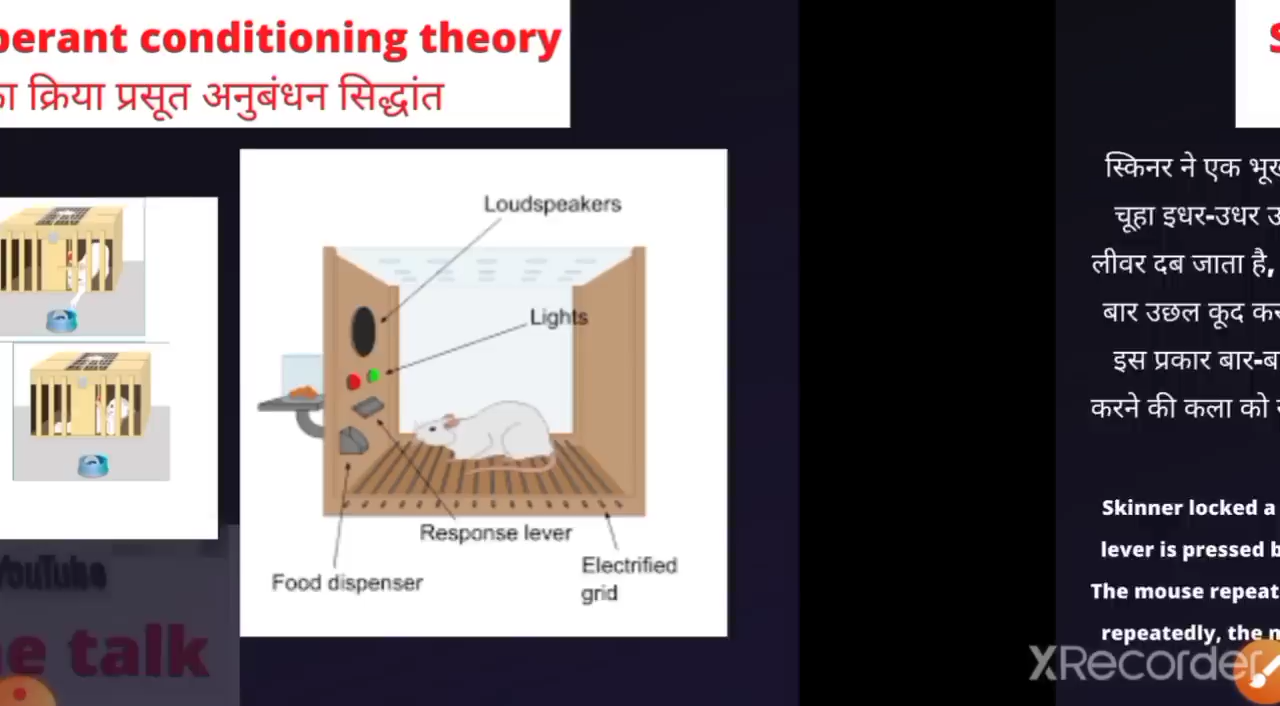 perant conditioning theory
का क्रिया प्रसूत अनुबंधन सिद्धांत
Loudspeakers
Lights
Response lever
Electrified
grid
Food dispenser
YouTube
e talk
S
स्किनर ने एक भूख
चूहा इधर-उधर उ
लीवर दब जाता है,
बार उछल कूद कर
इस प्रकार बार-ब
करने की कला को
Skinner locked a
lever is pressed b
The mouse repeat
repeatedly, the m
XRecorder